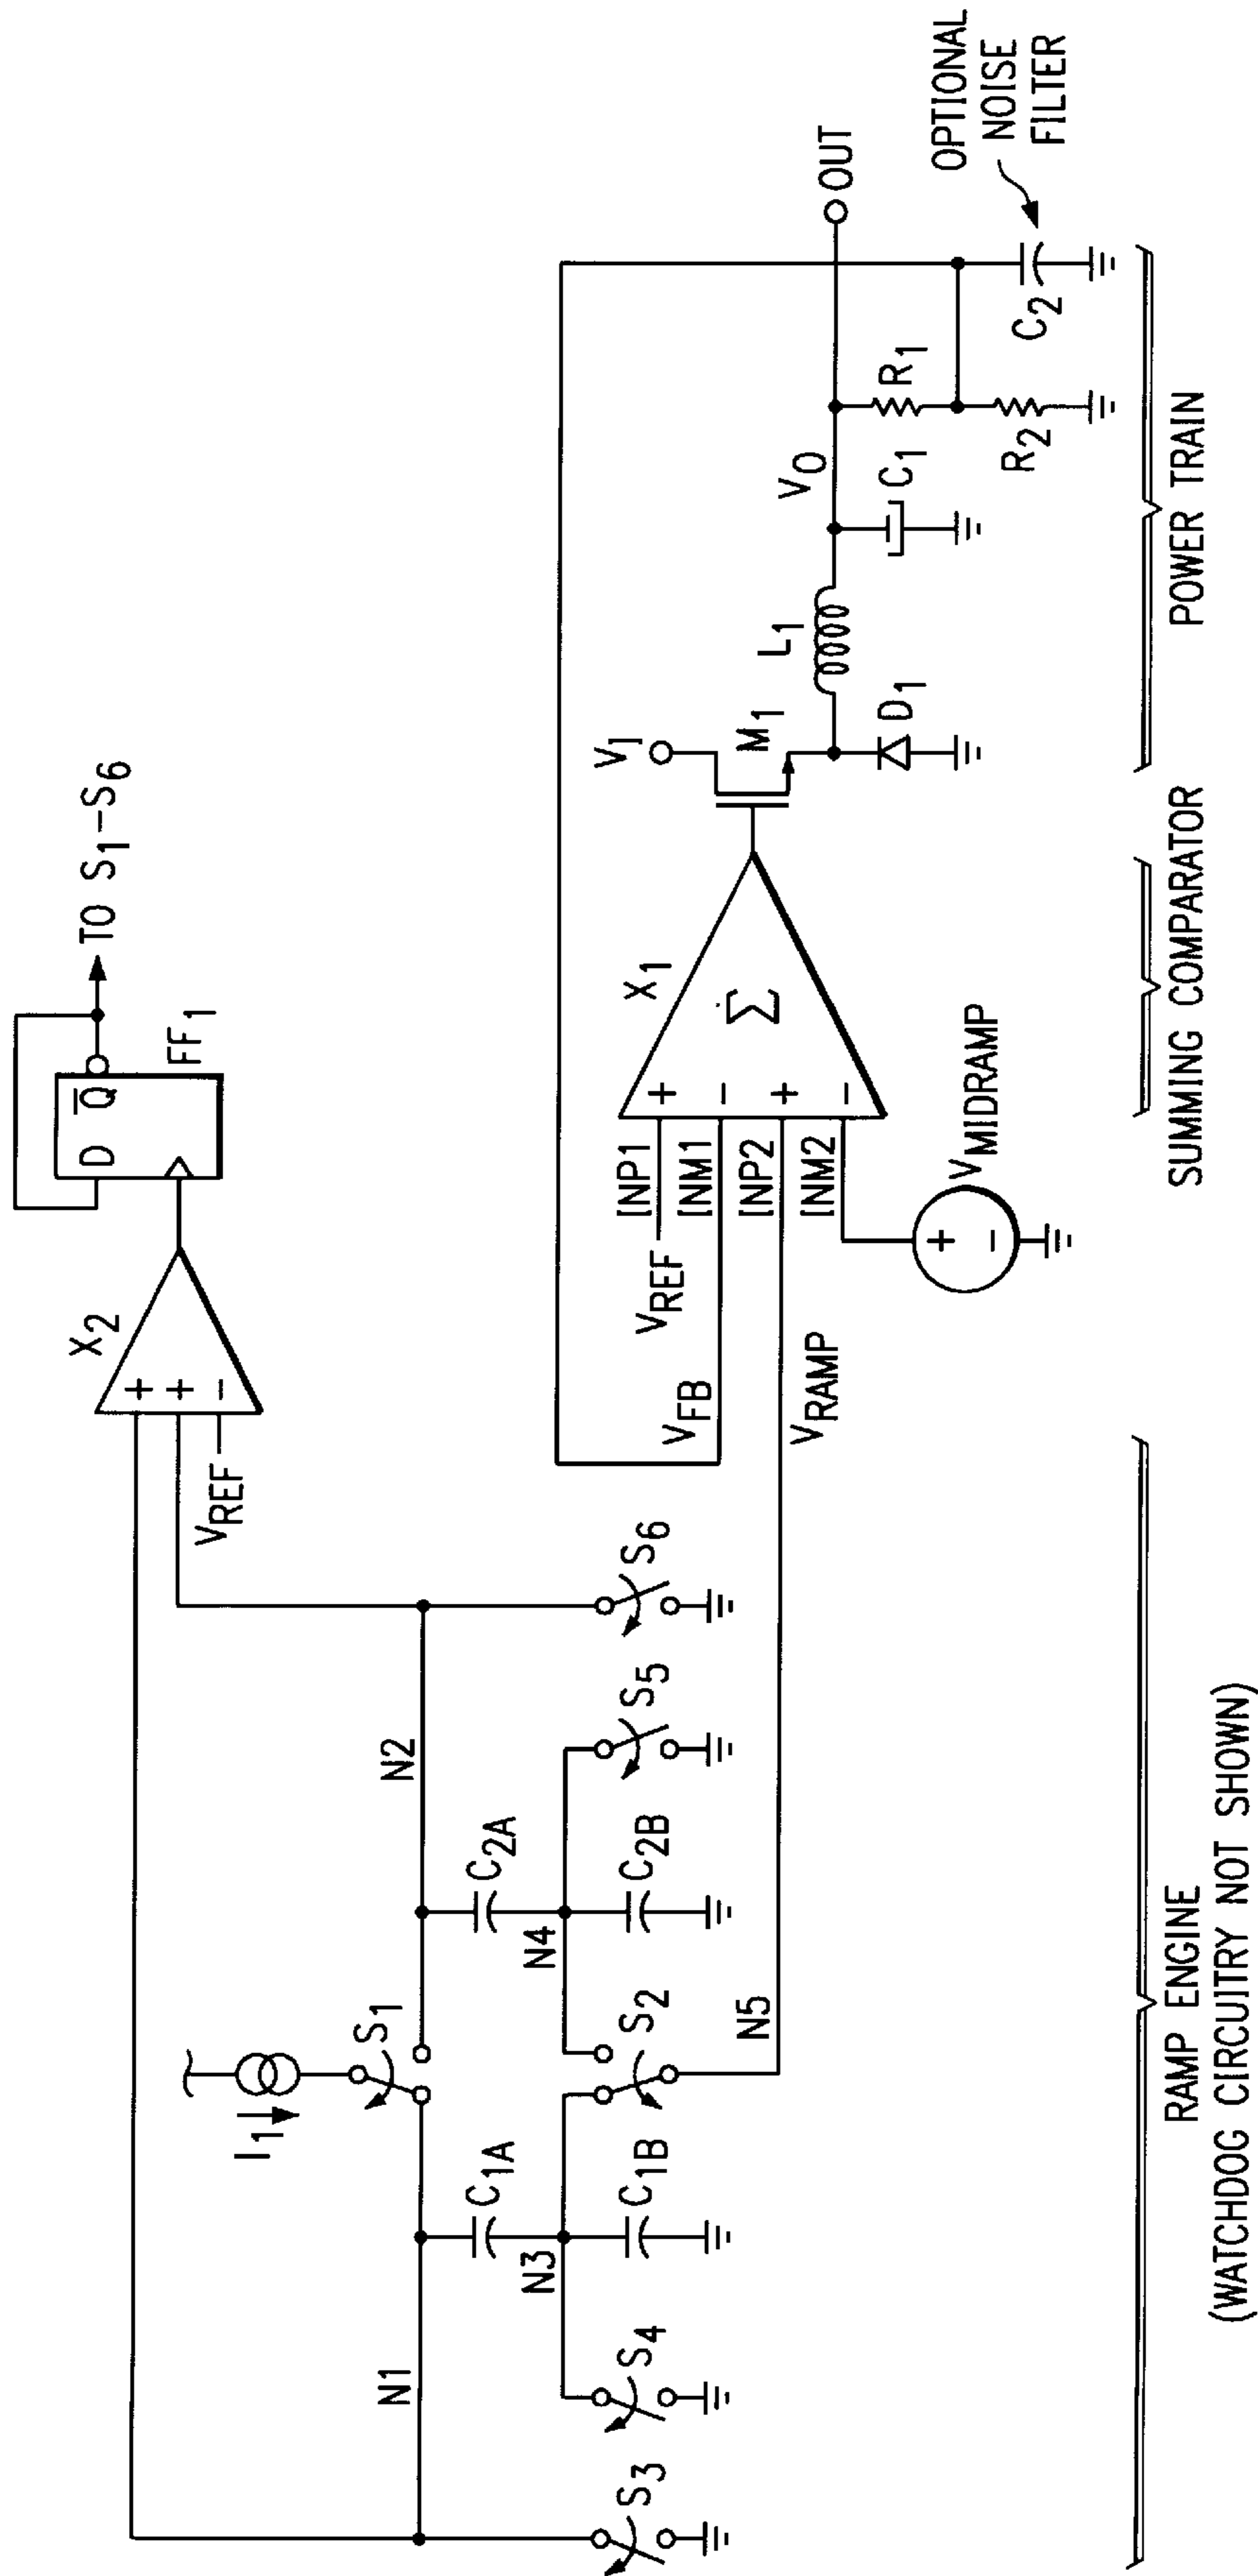 TO S1–S6
D
Q
FF1
X2
+
+
−
VREF
I1
S1
N1
N2
C1A
C2A
N3
N4
C1B
C2B
S2
S3
S4
S5
S6
N5
VFB
VRAMP
VREF
INP1
INM1
INP2
INM2
+
−
+
−
Σ
X1
+
−
VMIDRAMP
VI
M1
D1
L1
VO
C1
R1
R2
OUT
C2
OPTIONAL
NOISE
FILTER
RAMP ENGINE
(WATCHDOG CIRCUITRY NOT SHOWN)
SUMMING COMPARATOR
POWER TRAIN